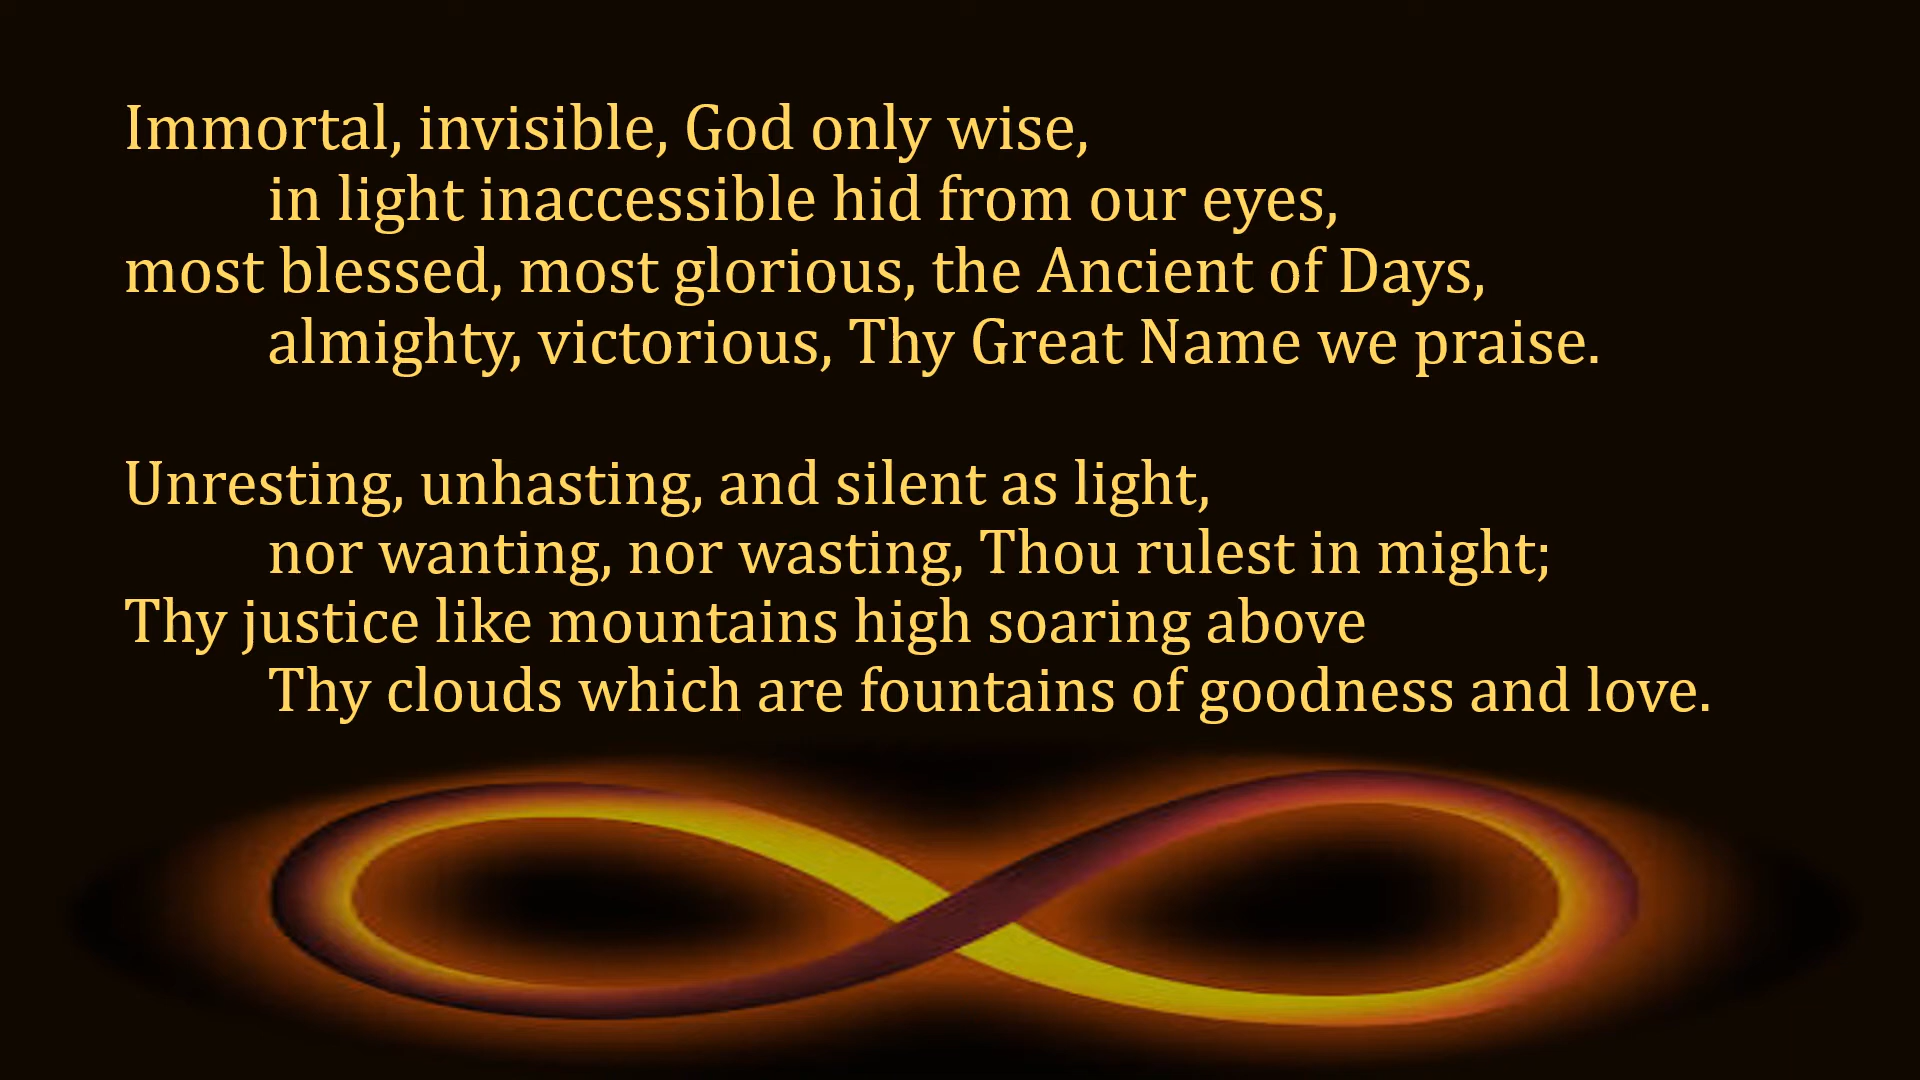 Immortal, invisible, God only wise,
in light inaccessible hid from our eyes,
most blessed, most glorious, the Ancient of Days,
almighty, victorious, Thy Great Name we praise.
Unresting, unhasting, and silent as light,
nor wanting, nor wasting, Thou rulest in might;
Thy justice like mountains high soaring above
Thy clouds which are fountains of goodness and love.